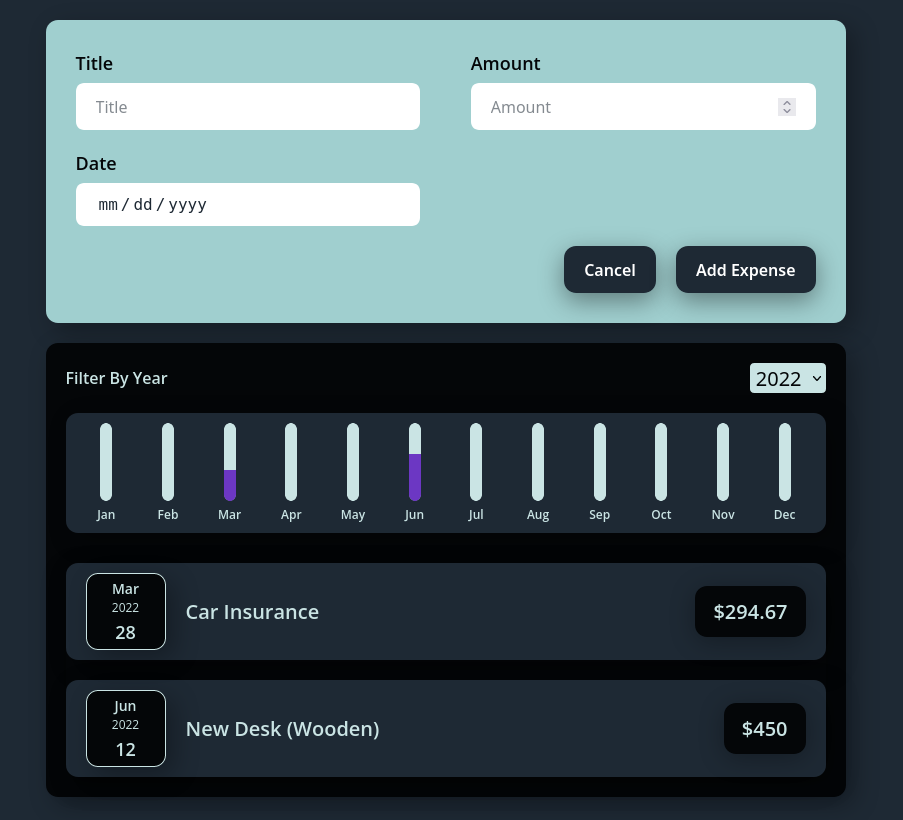 Title Amount
Title Amount
Date
mm/dd/yyyy
Cancel Add Expense
Filter By Year 2022
Jan Feb Mar Apr May Jun Jul Aug Sep Oct Nov Dec
Mar
2022
28
Car Insurance
$294.67
Jun
2022
12
New Desk (Wooden)
$450